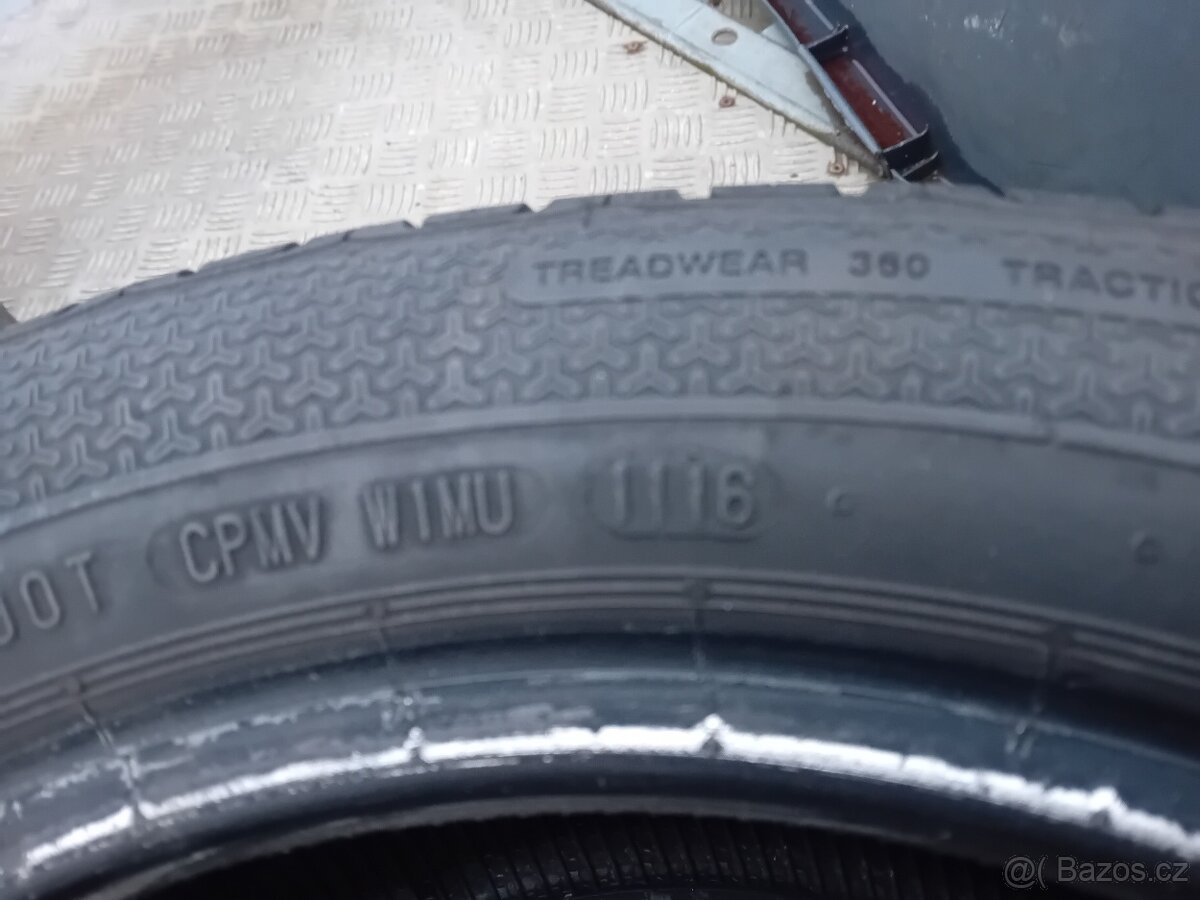 TREADWEAR 360 TRACTIO
DOT CPMV W1MU 1116
@( Bazos.cz